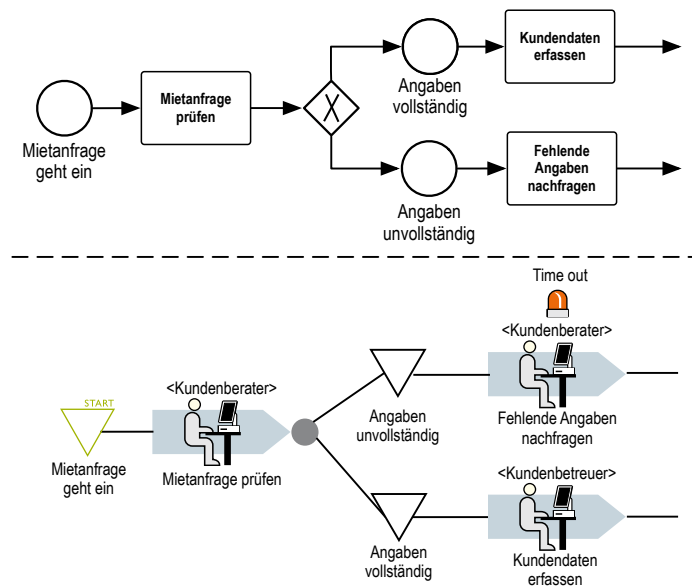 Mietanfrage
geht ein
Mietanfrage
prüfen
X
Angaben
vollständig
Kundendaten
erfassen
Angaben
unvollständig
Fehlende
Angaben
nachfragen
START
Mietanfrage
geht ein
<Kundenberater>
Mietanfrage prüfen
Angaben
unvollständig
Time out
<Kundenberater>
Fehlende Angaben
nachfragen
Angaben
vollständig
<Kundenbetreuer>
Kundendaten
erfassen